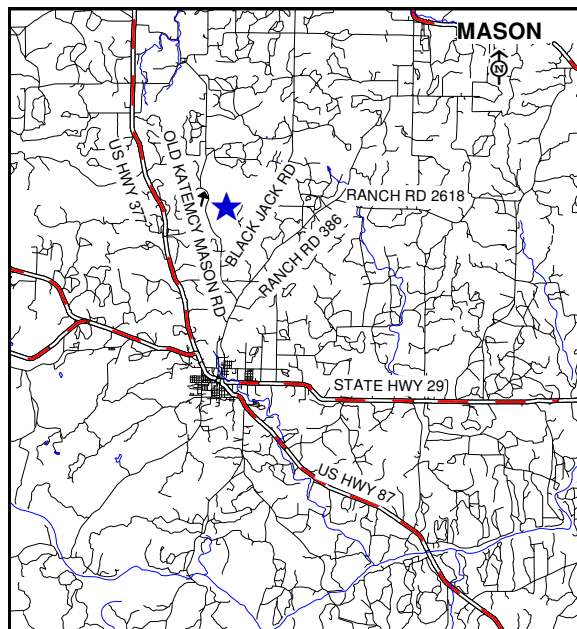 MASON
N
OLD KATEMCY MASON RD
US HWY 377
BLACK JACK RD
RANCH RD 2618
RANCH RD 386
STATE HWY 29
US HWY 87